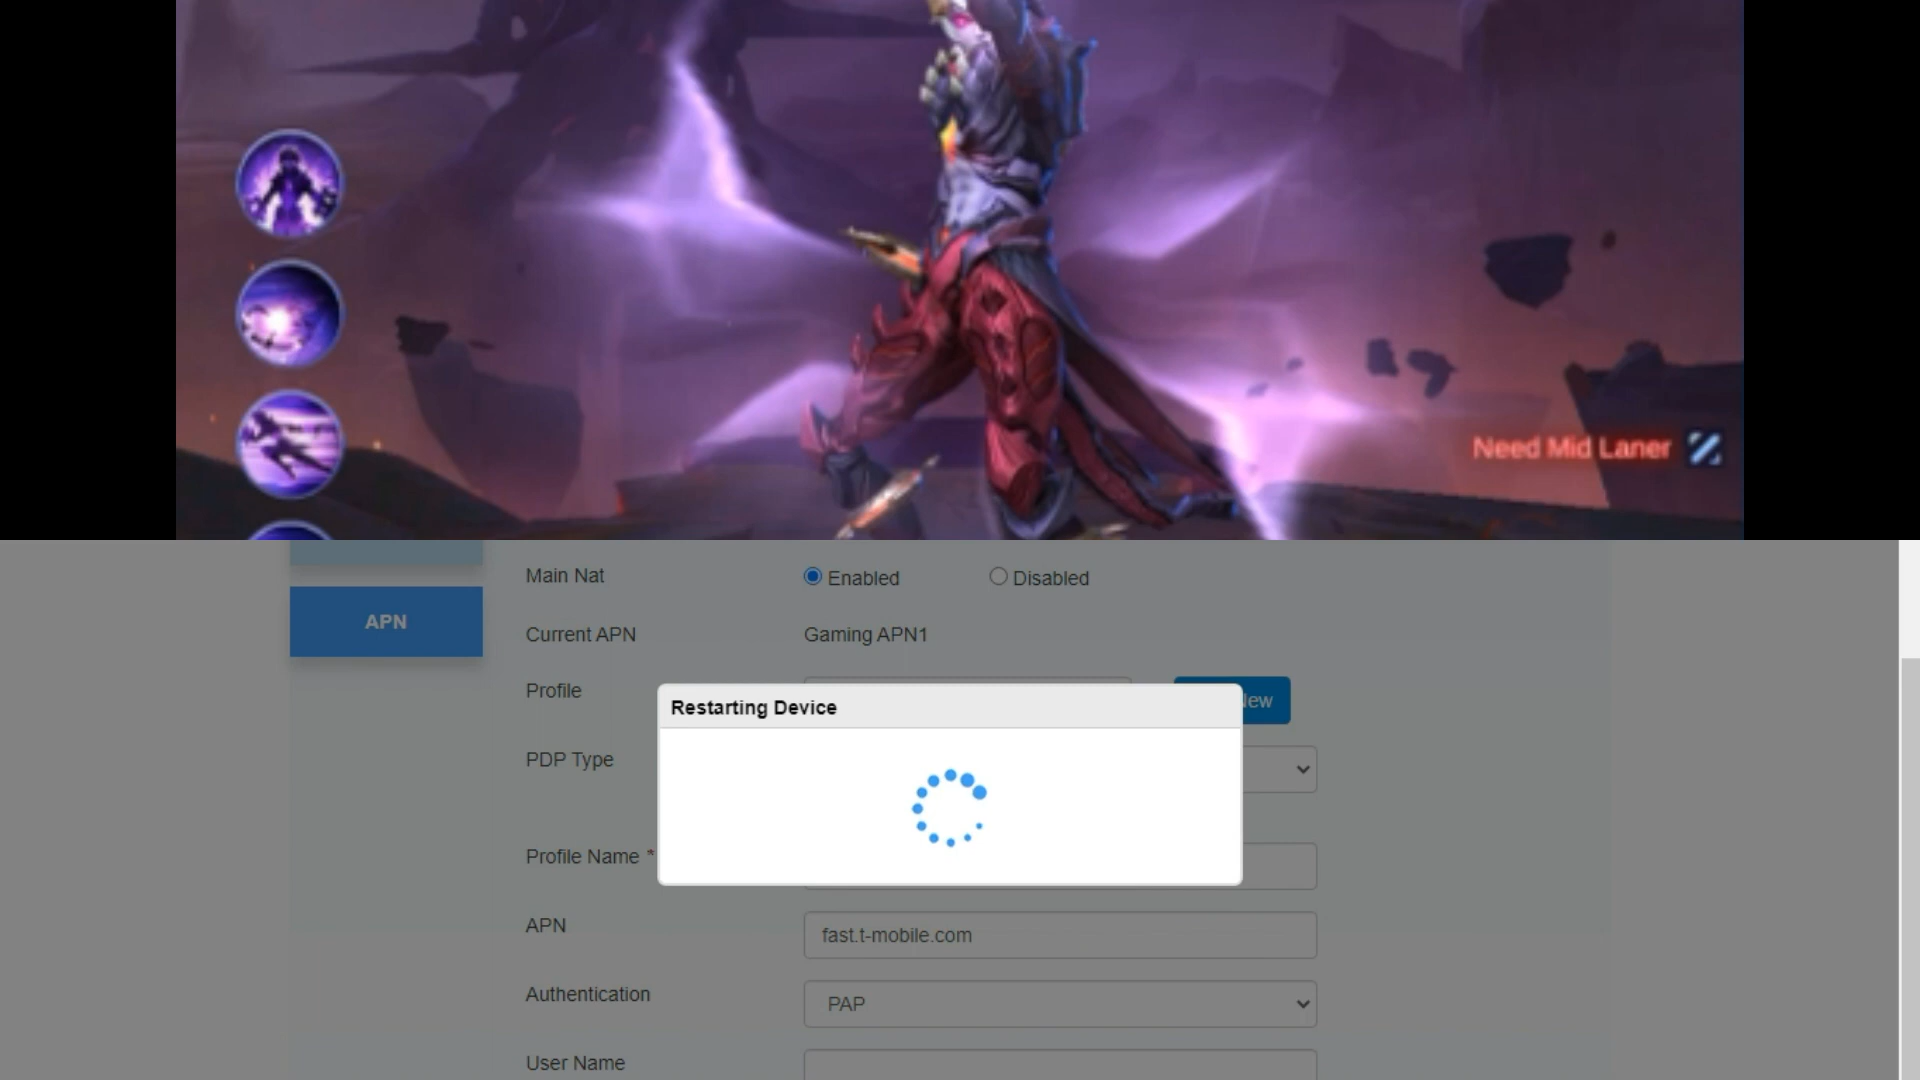 Need Mid Laner
Main Nat Enabled Disabled
APN
Current APN Gaming APN1
Profile
Restarting Device
PDP Type
Profile Name *
APN fast.t-mobile.com
Authentication PAP
User Name